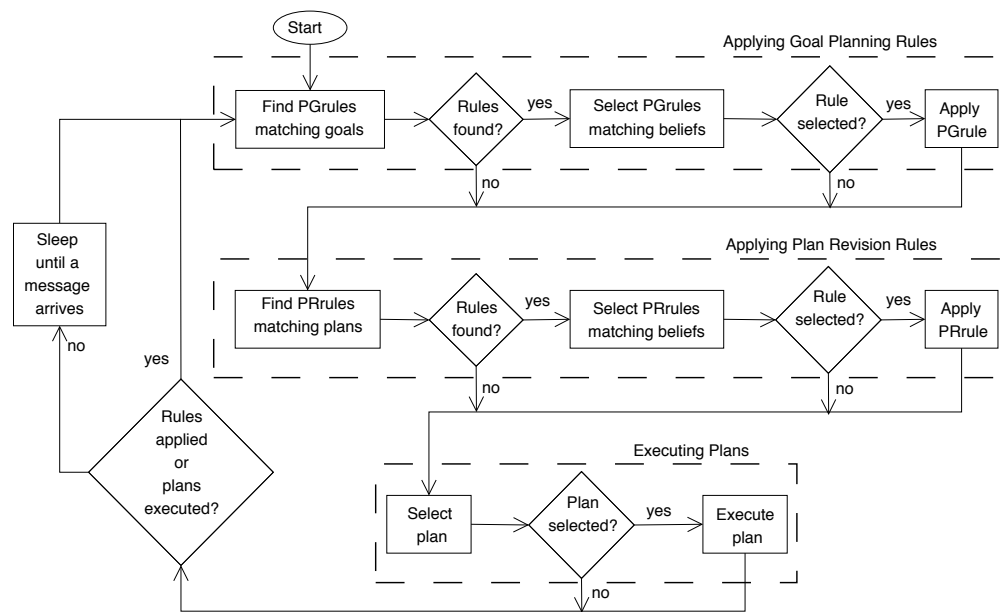 Start
Applying Goal Planning Rules
Find PGrules
matching goals
Rules
found?
yes
Select PGrules
matching beliefs
Rule
selected?
yes
Apply
PGrule
no
no
Sleep
until a
message
arrives
no
yes
Applying Plan Revision Rules
Find PRrules
matching plans
Rules
found?
yes
Select PRrules
matching beliefs
Rule
selected?
yes
Apply
PRrule
no
no
Rules
applied
or
plans
executed?
Executing Plans
Select
plan
Plan
selected?
yes
Execute
plan
no